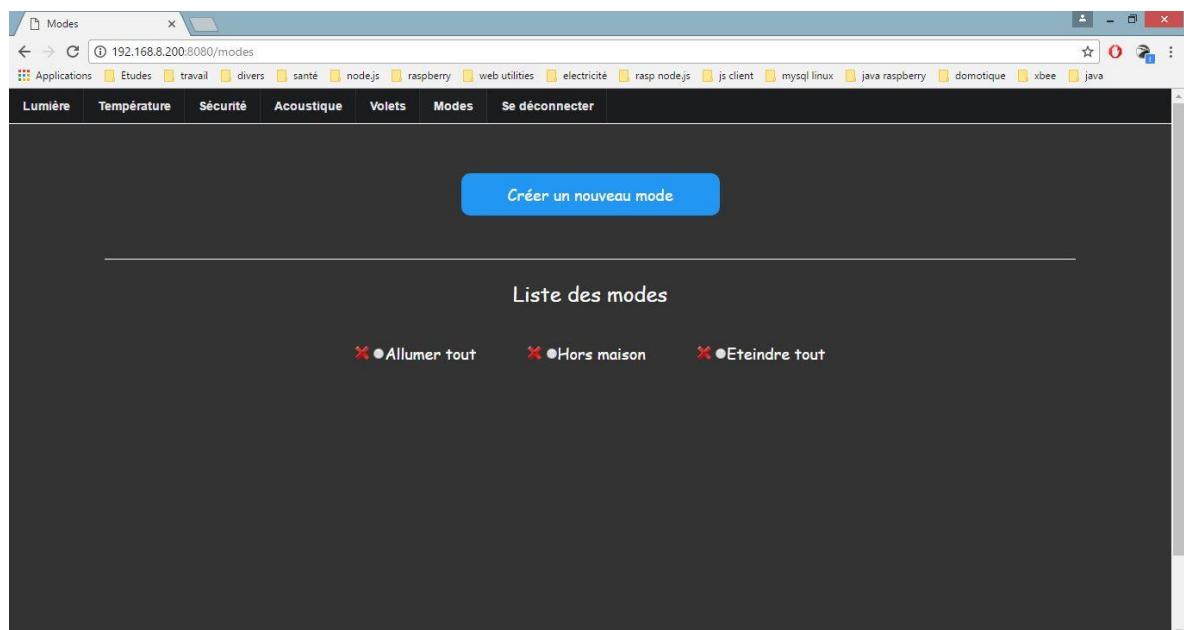 Modes
192.168.8.200:8080/modes
Applications Etudes travail divers santé node.js raspberry web utilities electricité rasp node.js js client mysql linux java raspberry domotique xbee java
Lumière Température Sécurité Acoustique Volets Modes Se déconnecter
Créer un nouveau mode
Liste des modes
Allumer tout Hors maison Eteindre tout